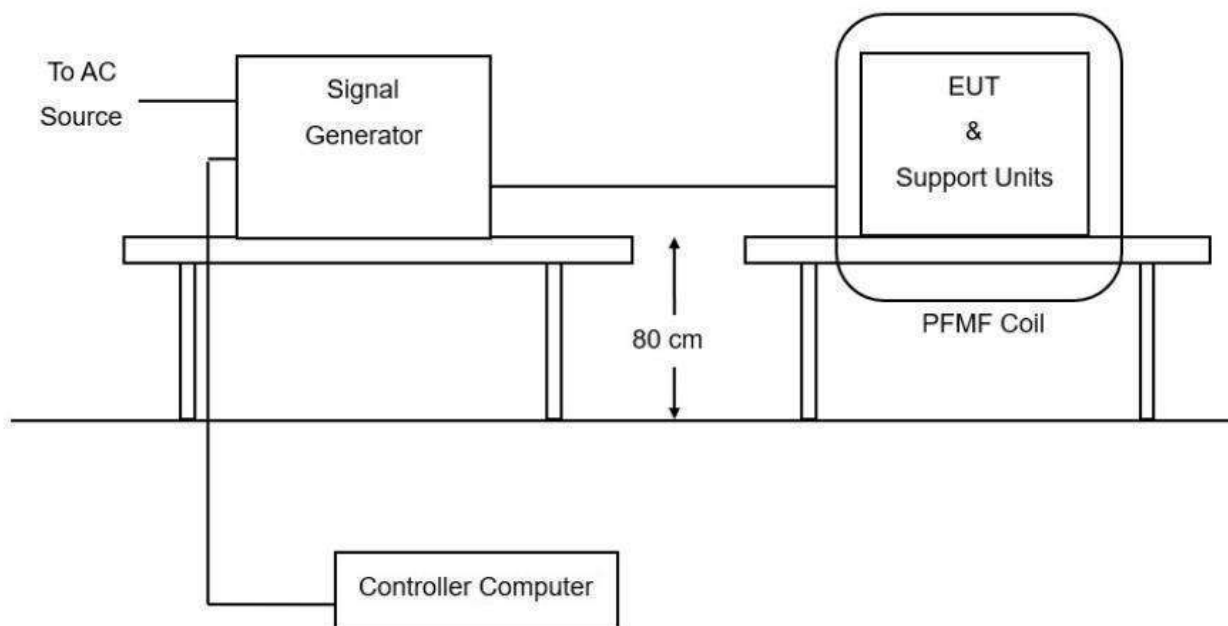 To AC
Source
Signal
Generator
EUT
&
Support Units
80 cm
PFMF Coil
Controller Computer